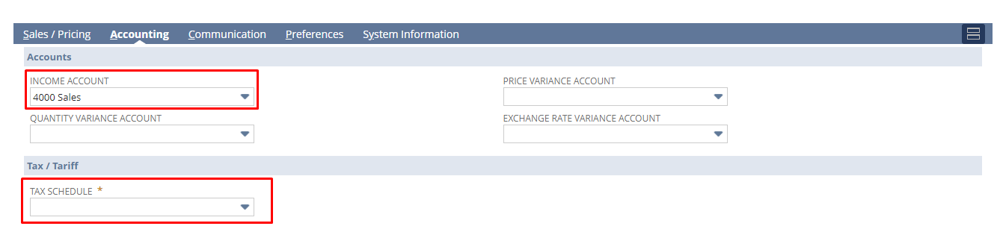 Sales / Pricing Accounting Communication Preferences System Information
Accounts
INCOME ACCOUNT PRICE VARIANCE ACCOUNT
4000 Sales
QUANTITY VARIANCE ACCOUNT EXCHANGE RATE VARIANCE ACCOUNT
Tax / Tariff
TAX SCHEDULE *